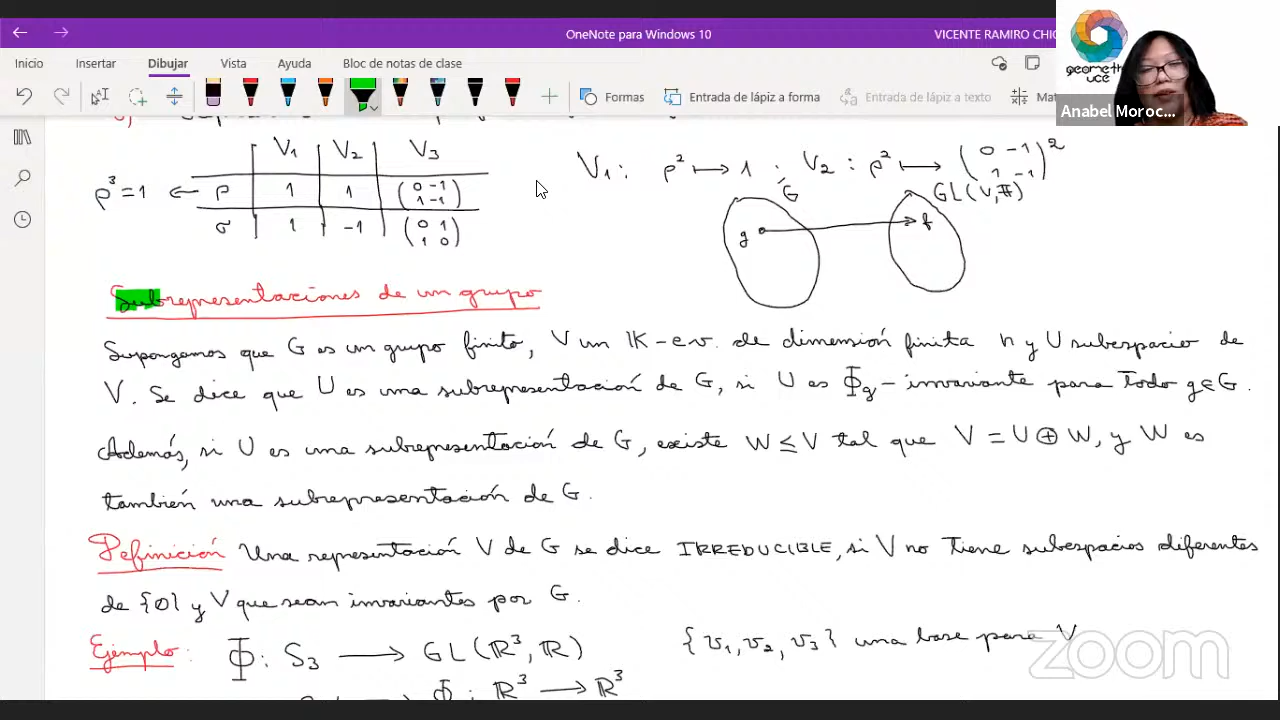 OneNote para Windows 10
VICENTE RAMIRO
Inicio Insertar Dibujar Vista Ayuda Bloc de notas de clase
Formas Entrada de lápiz a forma Entrada de lápiz a texto
geometría
uce
Anabel Moroc...
V₁ V₂ V₃
ρ³ = 1 ← ρ 1 1 (0 -1 / 1 -1)
σ 1 -1 (0 1 / 1 0)
V₁: ρ² ⟼ 1 ; V₂ : ρ² ⟼ (0 -1 / 1 -1)²
G GL(V,𝔽)
g f
Subrepresentaciones de un grupo
Supongamos que G es un grupo finito, V un 𝕂-ev. de dimensión finita n y U subespacio de
V. Se dice que U es una subrepresentación de G, si U es Φg-invariante para todo g∈G.
Además, si U es una subrepresentación de G, existe W ≤ V tal que V = U ⊕ W, y W es
también una subrepresentación de G.
Definición Una representación V de G se dice IRREDUCIBLE, si V no tiene subespacios diferentes
de {0} y V que sean invariantes por G.
Ejemplo: Φ: S₃ ⟶ GL(ℝ³, ℝ) {v₁, v₂, v₃} una base para V
Φ : ℝ³ ⟶ ℝ³
zoom